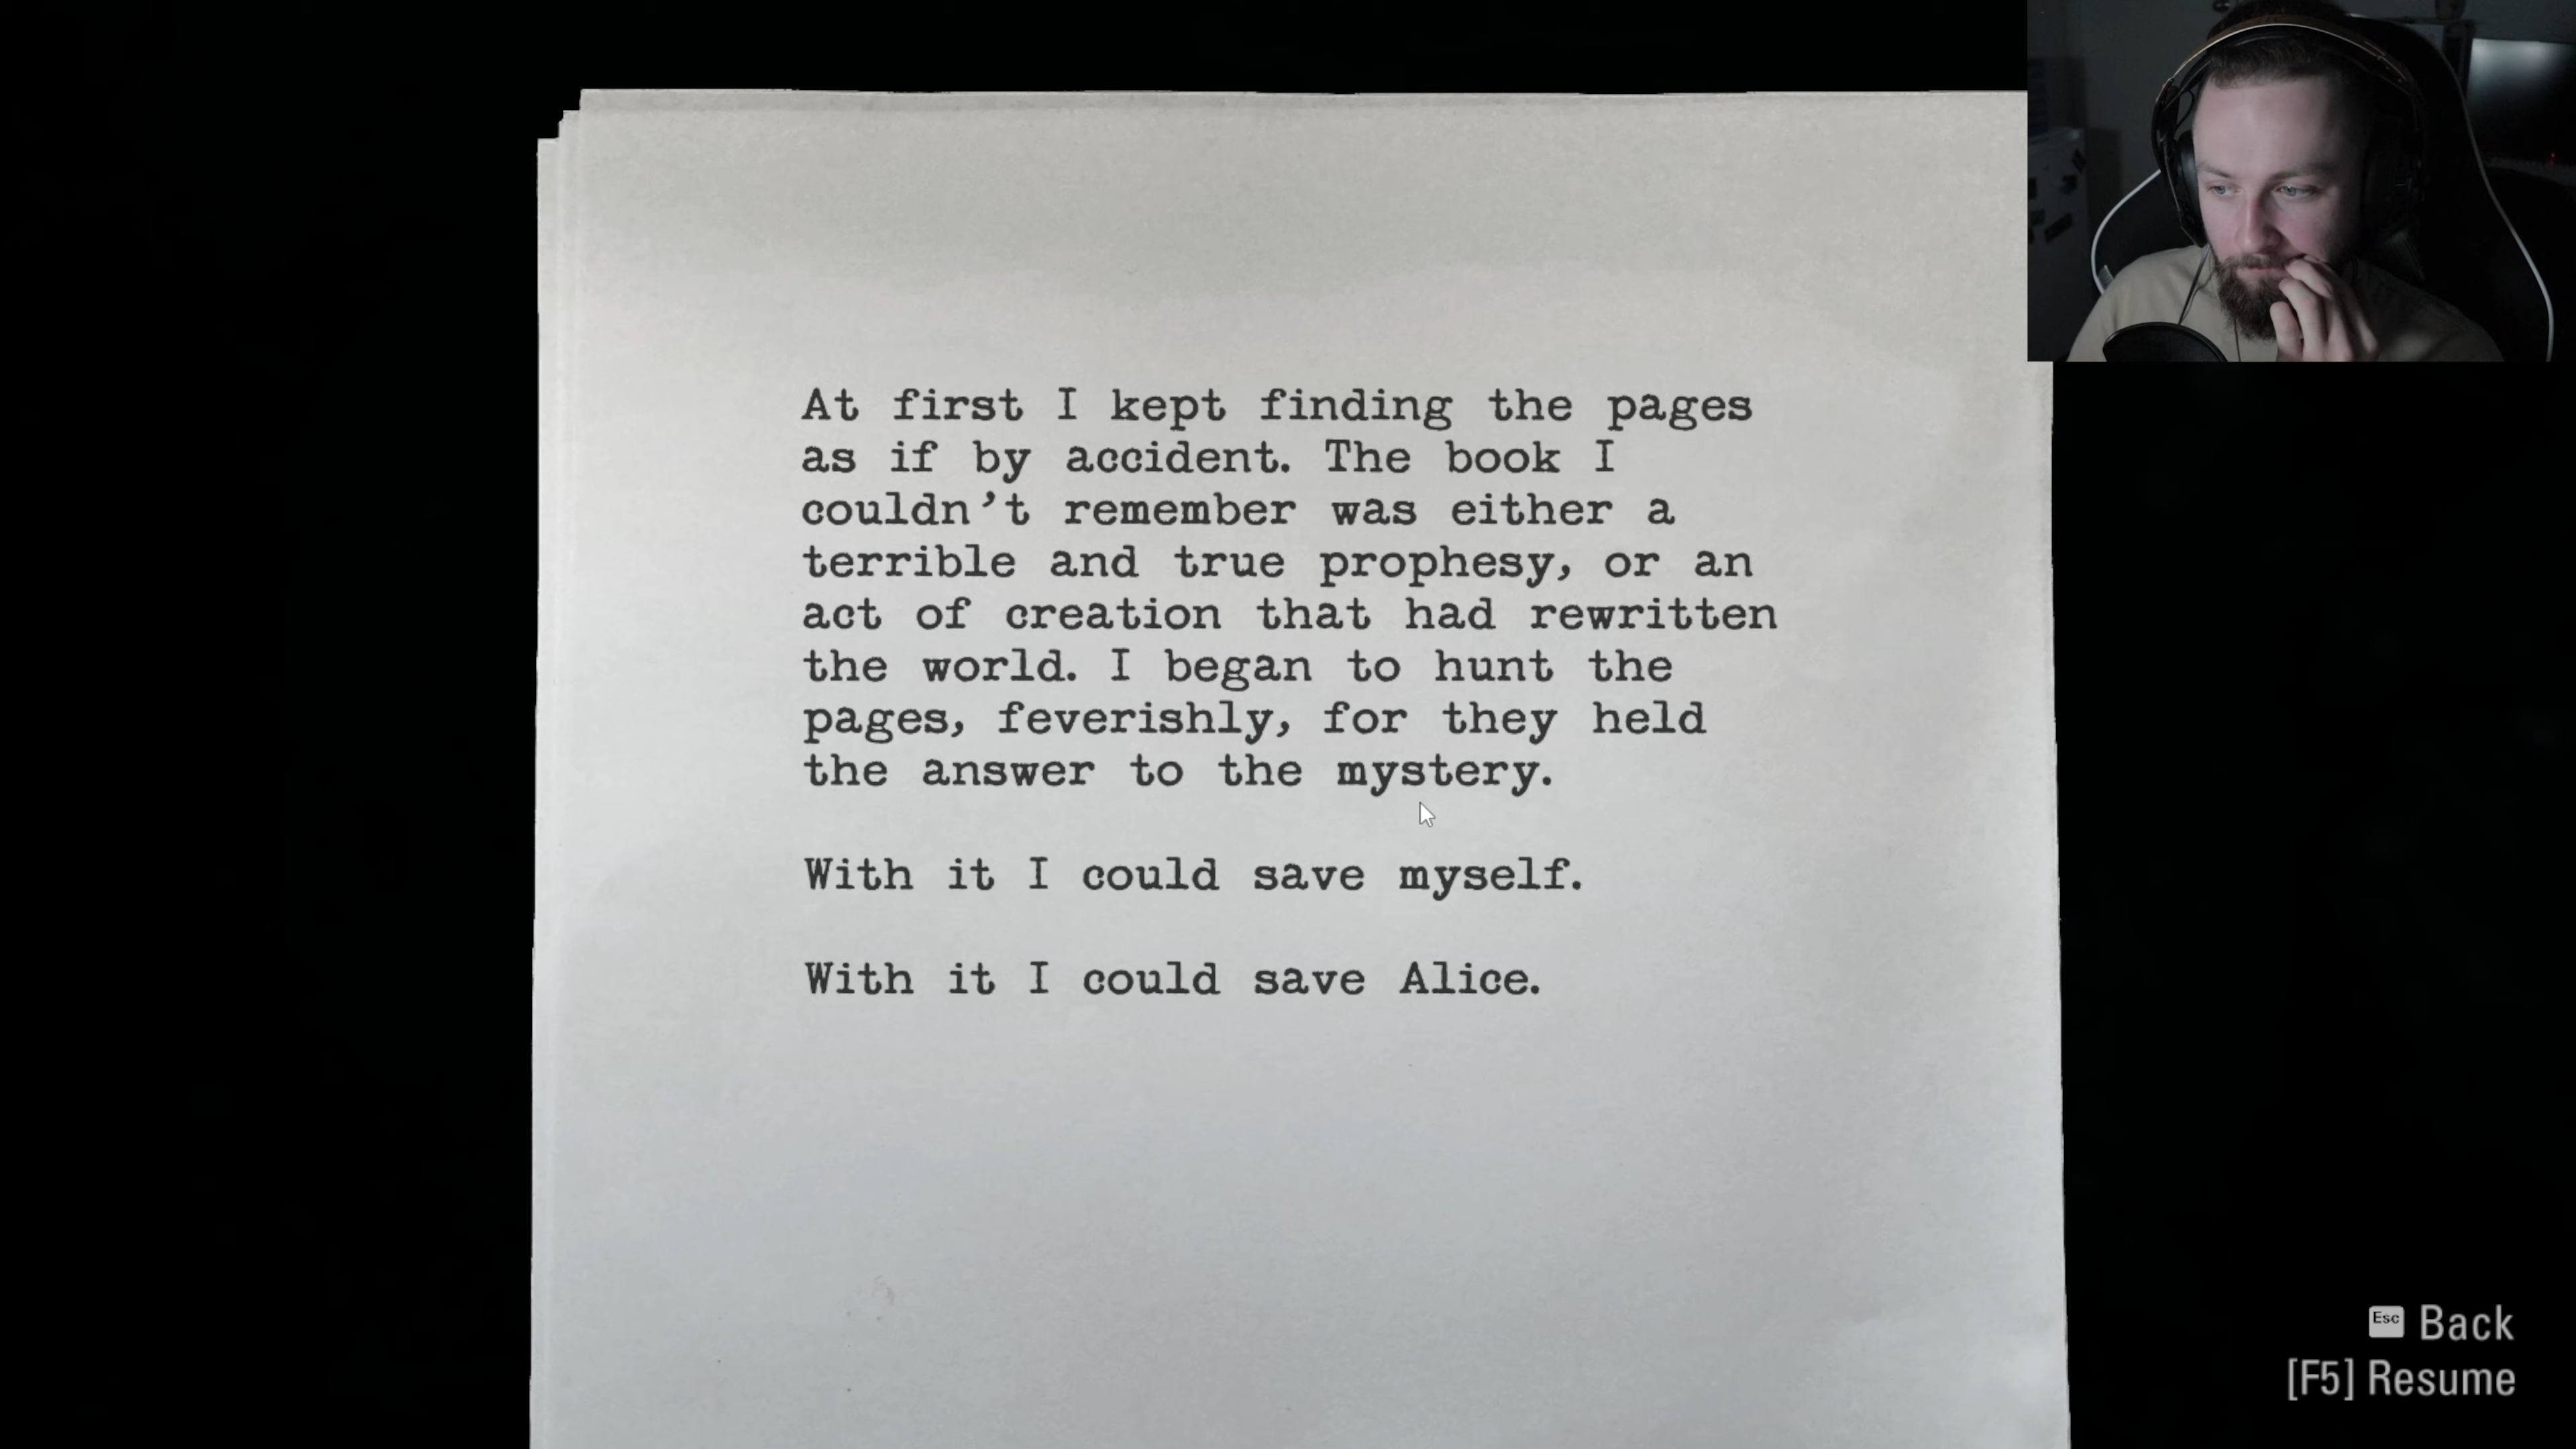 At first I kept finding the pages
as if by accident. The book I
couldn't remember was either a
terrible and true prophesy, or an
act of creation that had rewritten
the world. I began to hunt the
pages, feverishly, for they held
the answer to the mystery.
With it I could save myself.
With it I could save Alice.
Esc Back
[F5] Resume